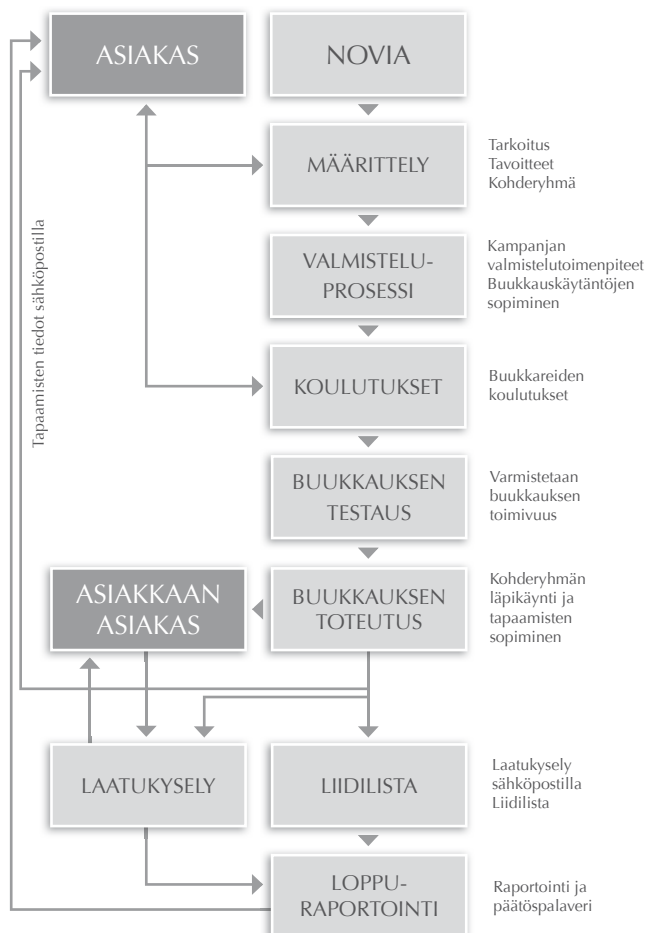 ASIAKAS
NOVIA
MÄÄRITTELY
Tarkoitus
Tavoitteet
Kohderyhmä
Tapaamisten tiedot sähköpostilla
VALMISTELU-
PROSESSI
Kampanjan
valmistelutoimenpiteet
Buukkauskäytäntöjen
sopiminen
KOULUTUKSET
Buukkareiden
koulutukset
BUUKKAUKSEN
TESTAUS
Varmistetaan
buukkauksen
toimivuus
ASIAKKAAN
ASIAKAS
BUUKKAUKSEN
TOTEUTUS
Kohderyhmän
läpikäynti ja
tapaamisten
sopiminen
LAATUKYSELY
LIIDILISTA
Laatukysely
sähköpostilla
Liidilista
LOPPU-
RAPORTOINTI
Raportointi ja
päätöspalaveri